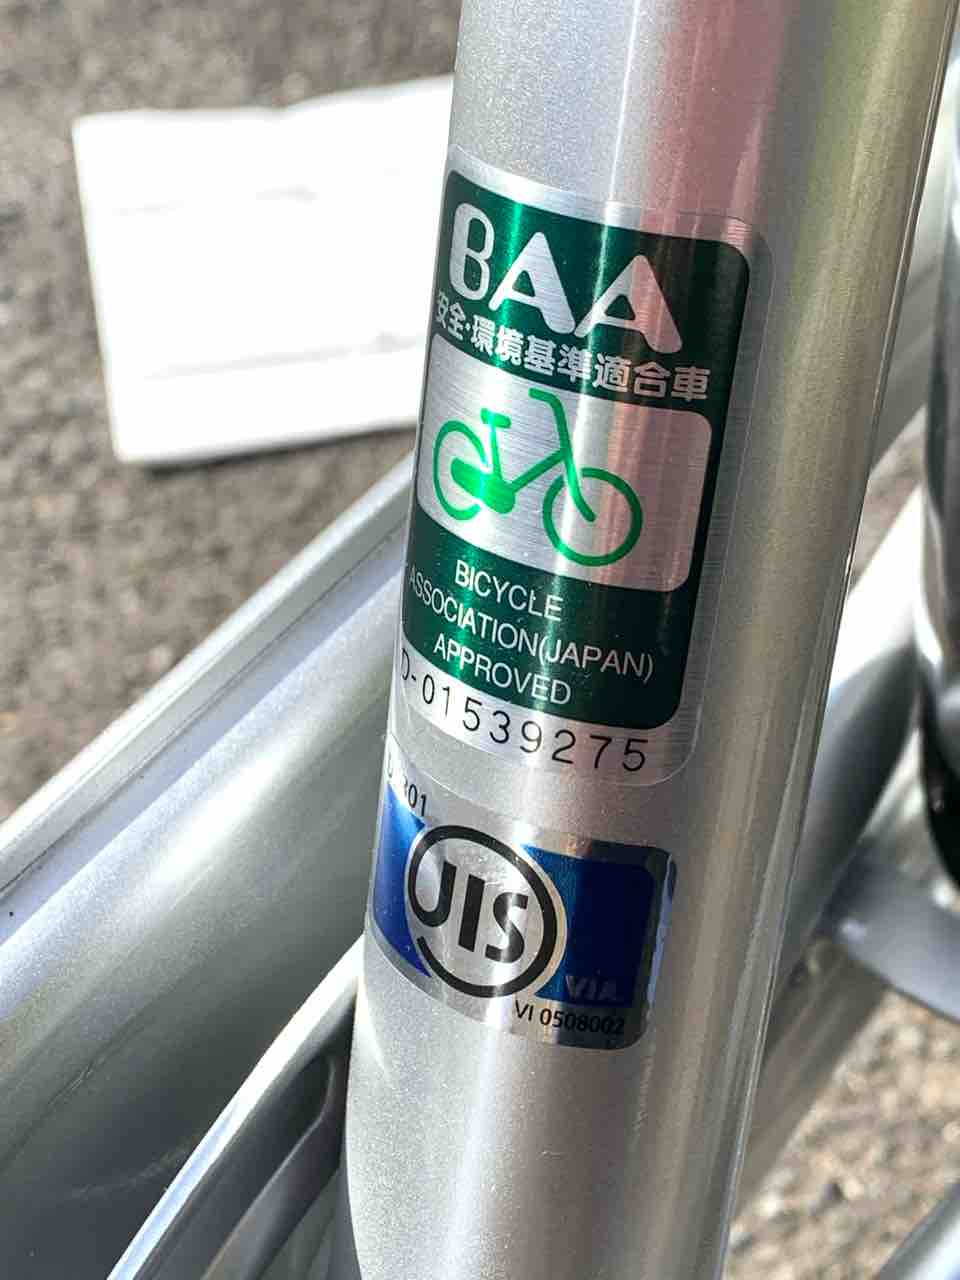 BAA
安全・環境基準適合車
BICYCLE
ASSOCIATION(JAPAN)
APPROVED
D-01539275
JIS
VIA
VI 0508002